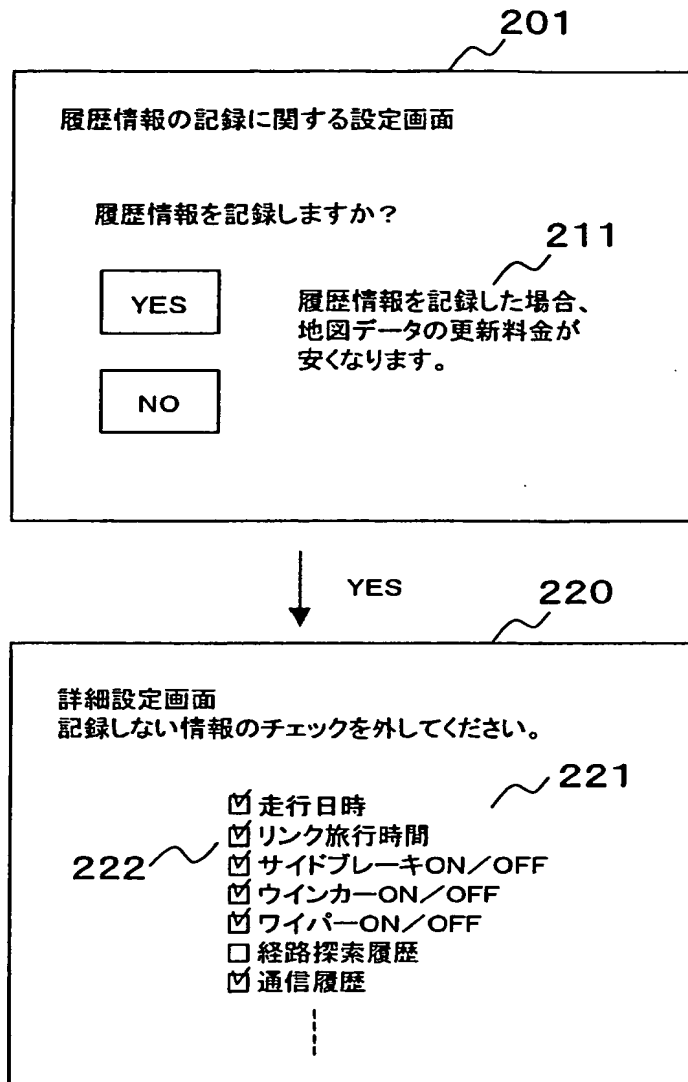 201
履歴情報の記録に関する設定画面
履歴情報を記録しますか？
211
YES
履歴情報を記録した場合、
地図データの更新料金が
安くなります。
NO
YES
220
詳細設定画面
記録しない情報のチェックを外してください。
221
☑走行日時
☑リンク旅行時間
222
☑サイドブレーキON／OFF
☑ウインカーON／OFF
☑ワイパーON／OFF
☐経路探索履歴
☑通信履歴